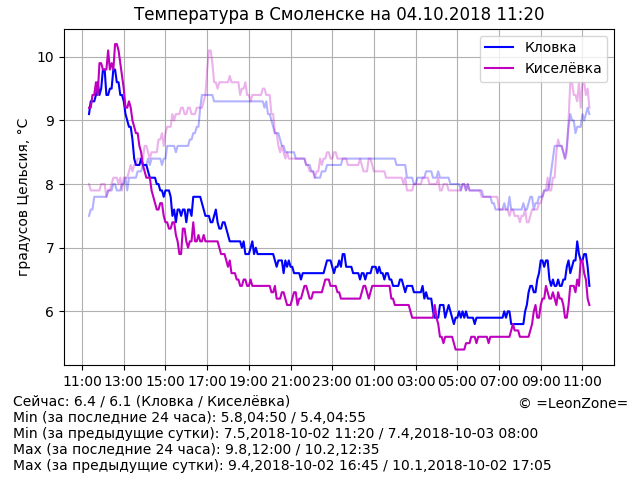 Температура в Смоленске на 04.10.2018 11:20
градусов Цельсия, °C
10
9
8
7
6
Кловка
Киселёвка
11:00 13:00 15:00 17:00 19:00 21:00 23:00 01:00 03:00 05:00 07:00 09:00 11:00
Сейчас: 6.4 / 6.1 (Кловка / Киселёвка)
© =LeonZone=
Min (за последние 24 часа): 5.8,04:50 / 5.4,04:55
Min (за предыдущие сутки): 7.5,2018-10-02 11:20 / 7.4,2018-10-03 08:00
Max (за последние 24 часа): 9.8,12:00 / 10.2,12:35
Max (за предыдущие сутки): 9.4,2018-10-02 16:45 / 10.1,2018-10-02 17:05